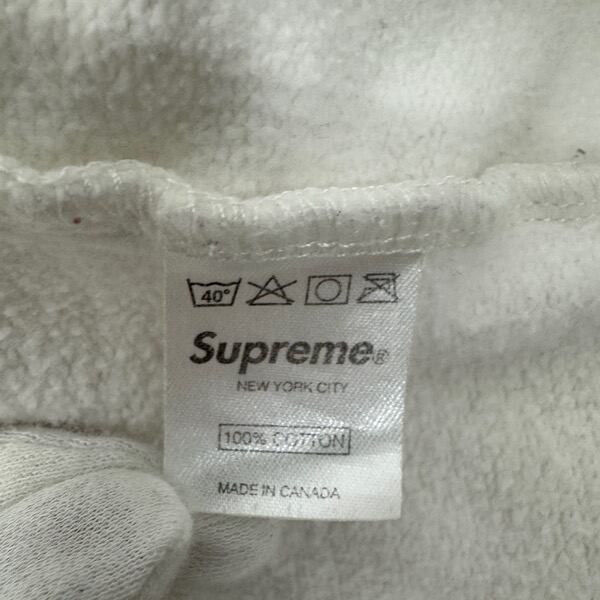 40°
Supreme®
NEW YORK CITY
100% COTTON
MADE IN CANADA